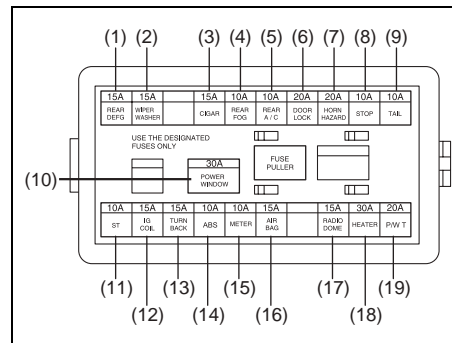 (1) (2) (3) (4) (5) (6) (7) (8) (9)
15A 15A 15A 10A 10A 20A 20A 10A 10A
REAR DEFG WIPER WASHER CIGAR REAR FOG REAR A / C DOOR LOCK HORN HAZARD STOP TAIL
USE THE DESIGNATED
FUSES ONLY
30A
POWER
WINDOW
FUSE
PULLER
(10)
10A 15A 15A 10A 10A 15A 15A 30A 20A
ST IG COIL TURN BACK ABS METER AIR BAG RADIO DOME HEATER P/W T
(11) (13) (15) (17) (19)
(12) (14) (16) (18)